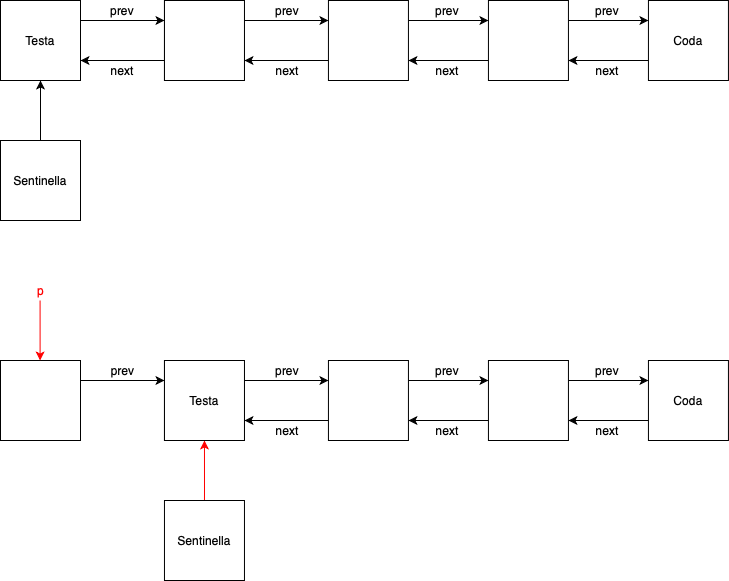 prev prev prev prev
Testa Coda
next next next next
Sentinella
p
prev prev prev prev
Testa Coda
next next next
Sentinella